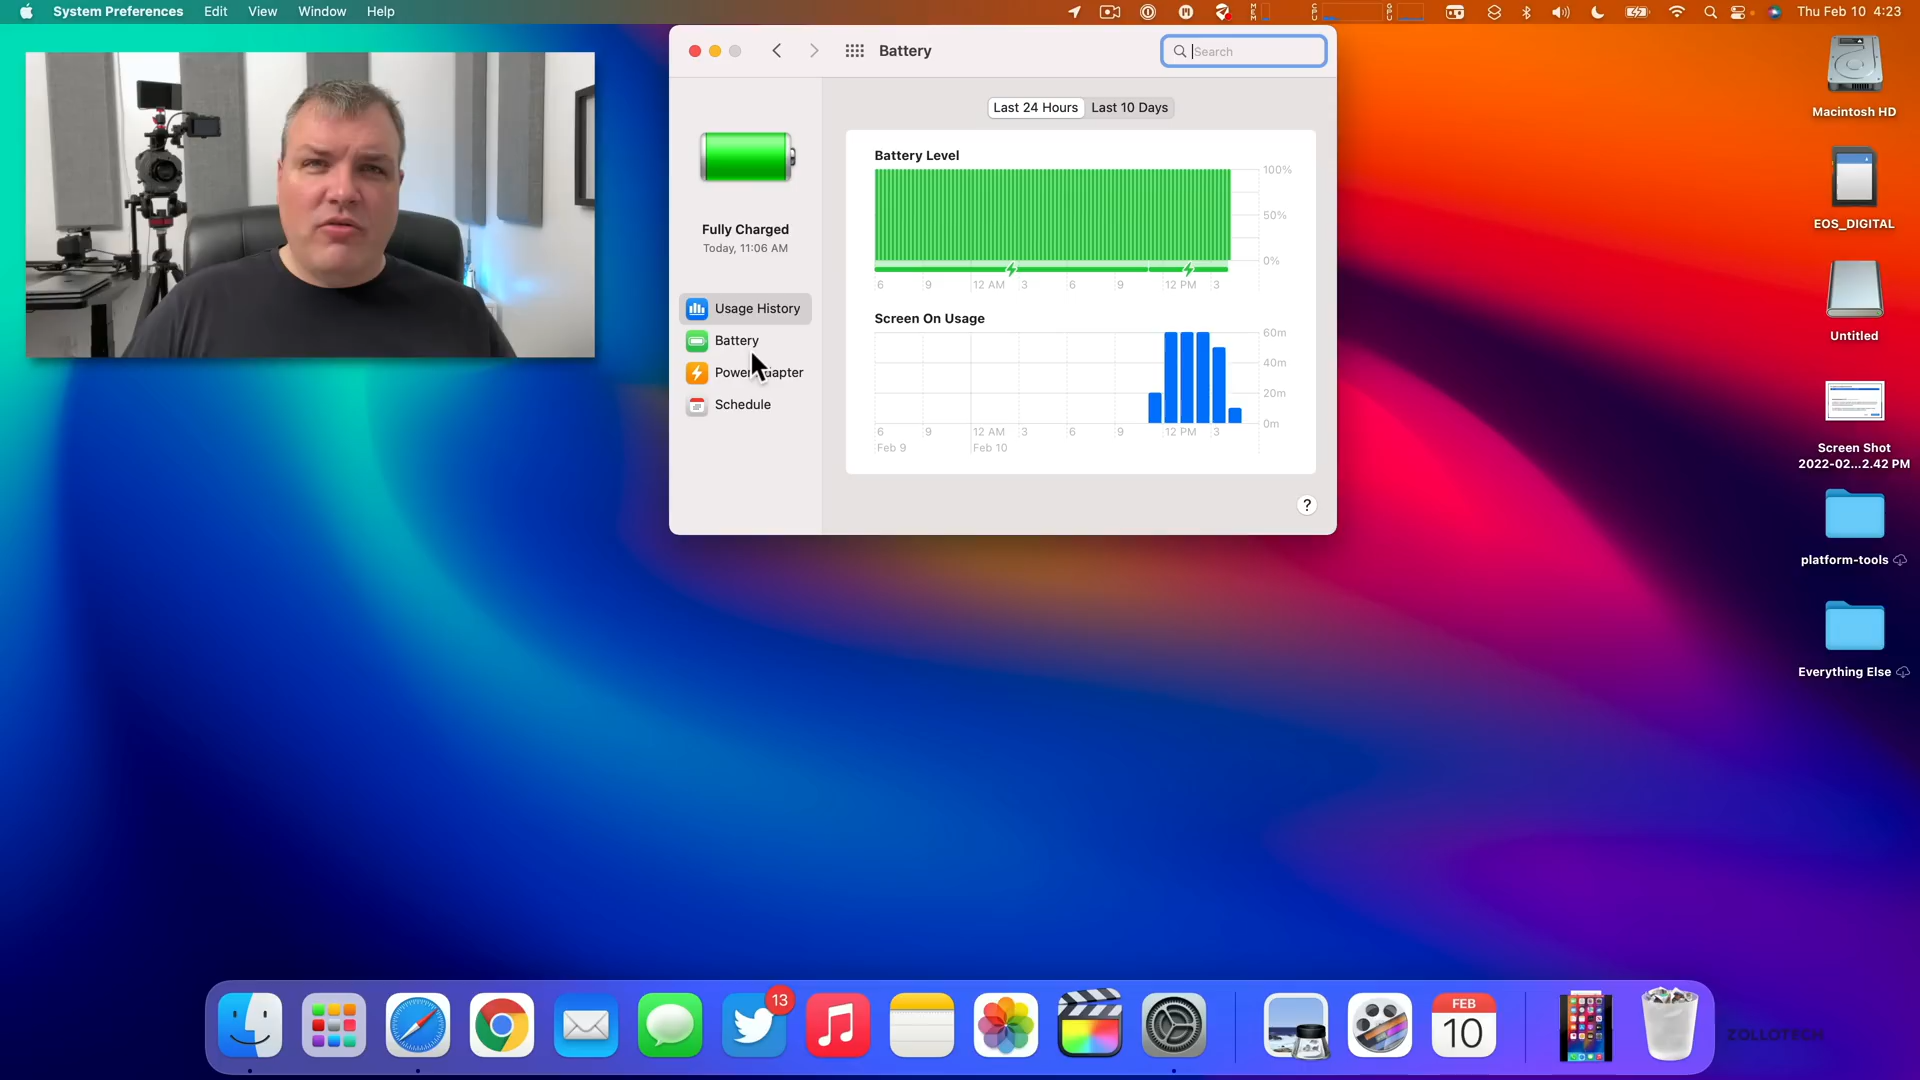 System Preferences Edit View Window Help
Thu Feb 10 4:23
Battery
Search
Last 24 Hours Last 10 Days
Fully Charged
Today, 11:06 AM
Usage History
Battery
Schedule
Battery Level
100%
50%
0%
6 9 12 AM 3 6 9 12 PM 3
Screen On Usage
60m
40m
20m
0m
6 9 12 AM 3 6 9 12 PM 3
Feb 9 Feb 10
?
Macintosh HD
EOS_DIGITAL
Untitled
Screen Shot
2022-02...2.42 PM
platform-tools
Everything Else
13
FEB
10
ZOLLOTECH